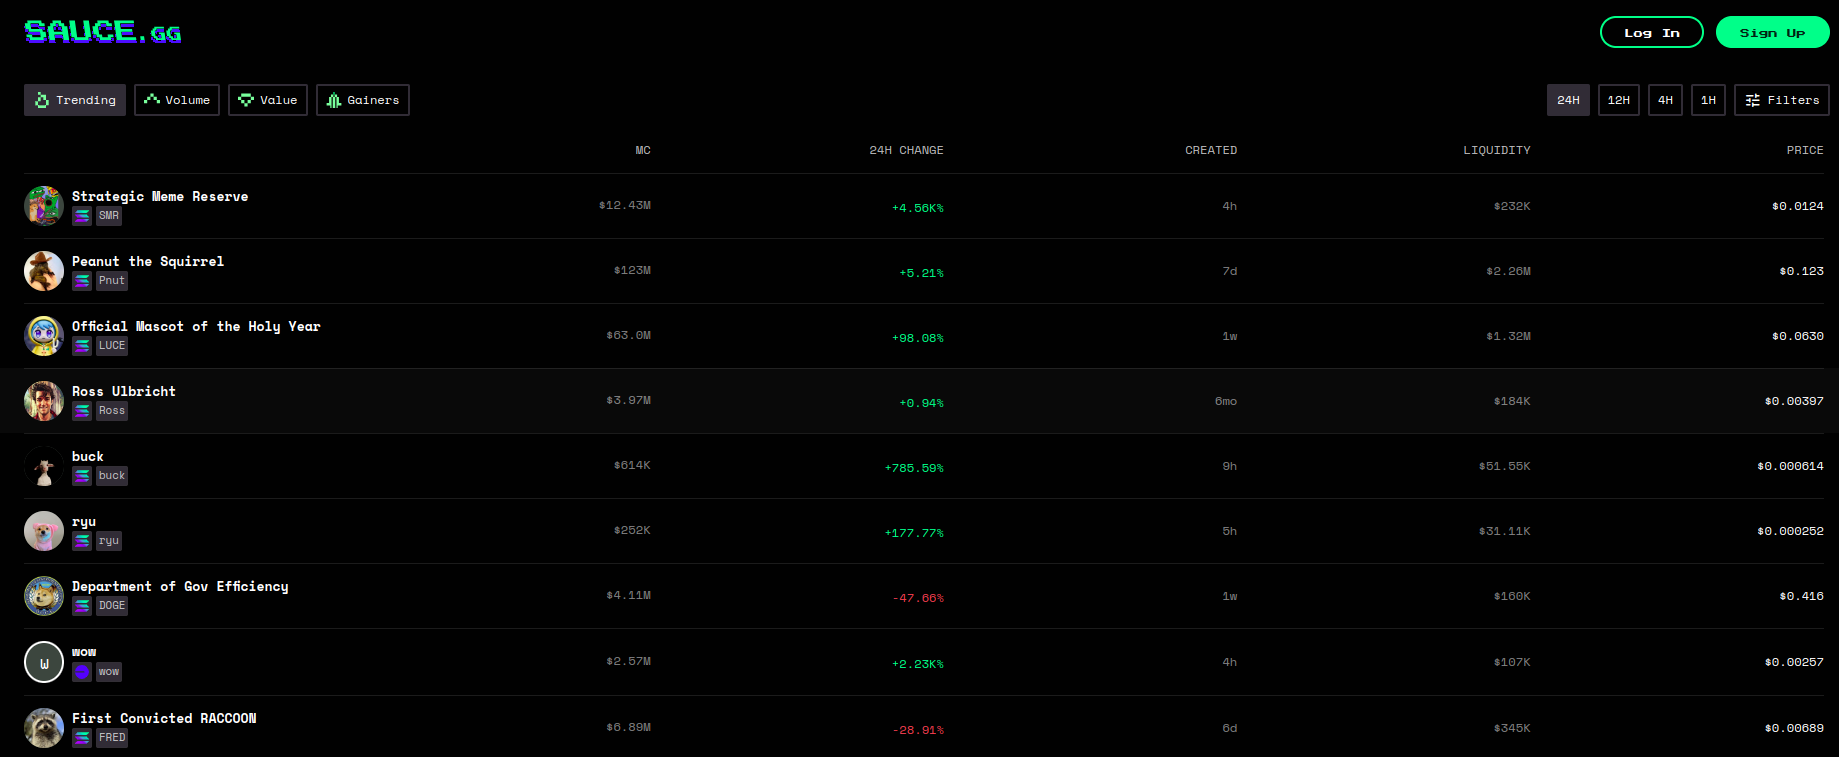 SAUCE.GG
Log In
Sign Up
Trending
Volume
Value
Gainers
24H
12H
4H
1H
Filters
MC
24H CHANGE
CREATED
LIQUIDITY
PRICE
Strategic Meme Reserve
SMR
$12.43M
+4.56K%
4h
$232K
$0.0124
Peanut the Squirrel
Pnut
$123M
+5.21%
7d
$2.26M
$0.123
Official Mascot of the Holy Year
LUCE
$63.0M
+98.08%
1w
$1.32M
$0.0630
Ross Ulbricht
Ross
$3.97M
+0.94%
6mo
$184K
$0.00397
buck
buck
$614K
+785.59%
9h
$51.55K
$0.000614
ryu
ryu
$252K
+177.77%
5h
$31.11K
$0.000252
Department of Gov Efficiency
DOGE
$4.11M
-47.66%
1w
$160K
$0.416
W
wow
wow
$2.57M
+2.23K%
4h
$107K
$0.00257
First Convicted RACCOON
FRED
$6.89M
-28.91%
6d
$345K
$0.00689